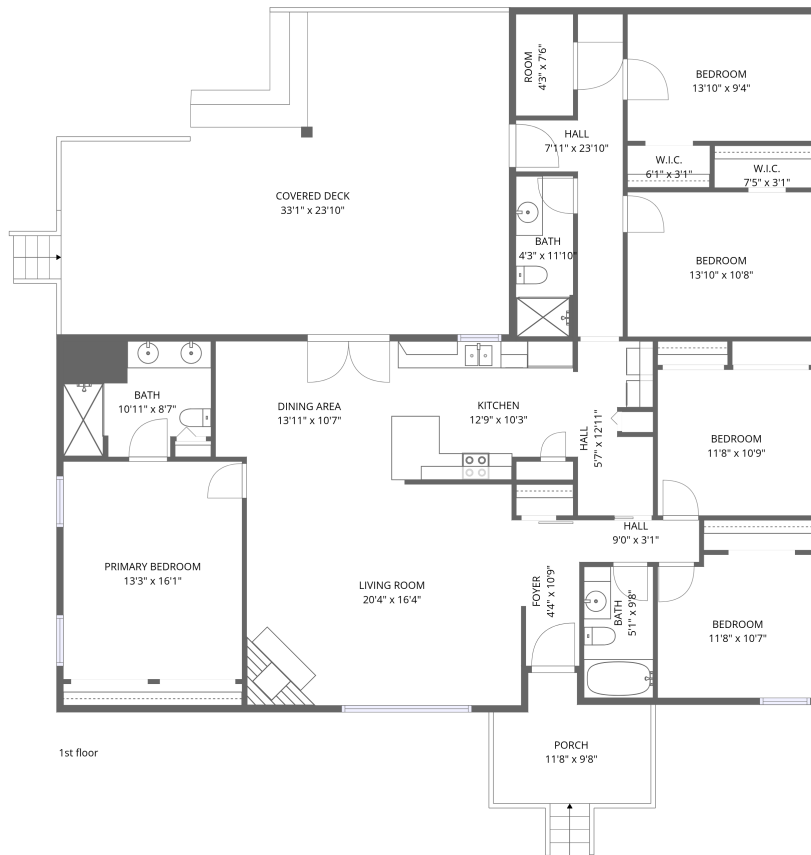 ROOM
4'3" x 7'6"
BEDROOM
13'10" x 9'4"
HALL
7'11" x 23'10"
W.I.C.
6'1" x 3'1"
W.I.C.
7'5" x 3'1"
COVERED DECK
33'1" x 23'10"
BATH
4'3" x 11'10"
BEDROOM
13'10" x 10'8"
BATH
10'11" x 8'7"
DINING AREA
13'11" x 10'7"
KITCHEN
12'9" x 10'3"
HALL
5'7" x 12'11"
BEDROOM
11'8" x 10'9"
HALL
9'0" x 3'1"
PRIMARY BEDROOM
13'3" x 16'1"
LIVING ROOM
20'4" x 16'4"
FOYER
4'4" x 10'9"
BATH
5'1" x 9'8"
BEDROOM
11'8" x 10'7"
1st floor
PORCH
11'8" x 9'8"